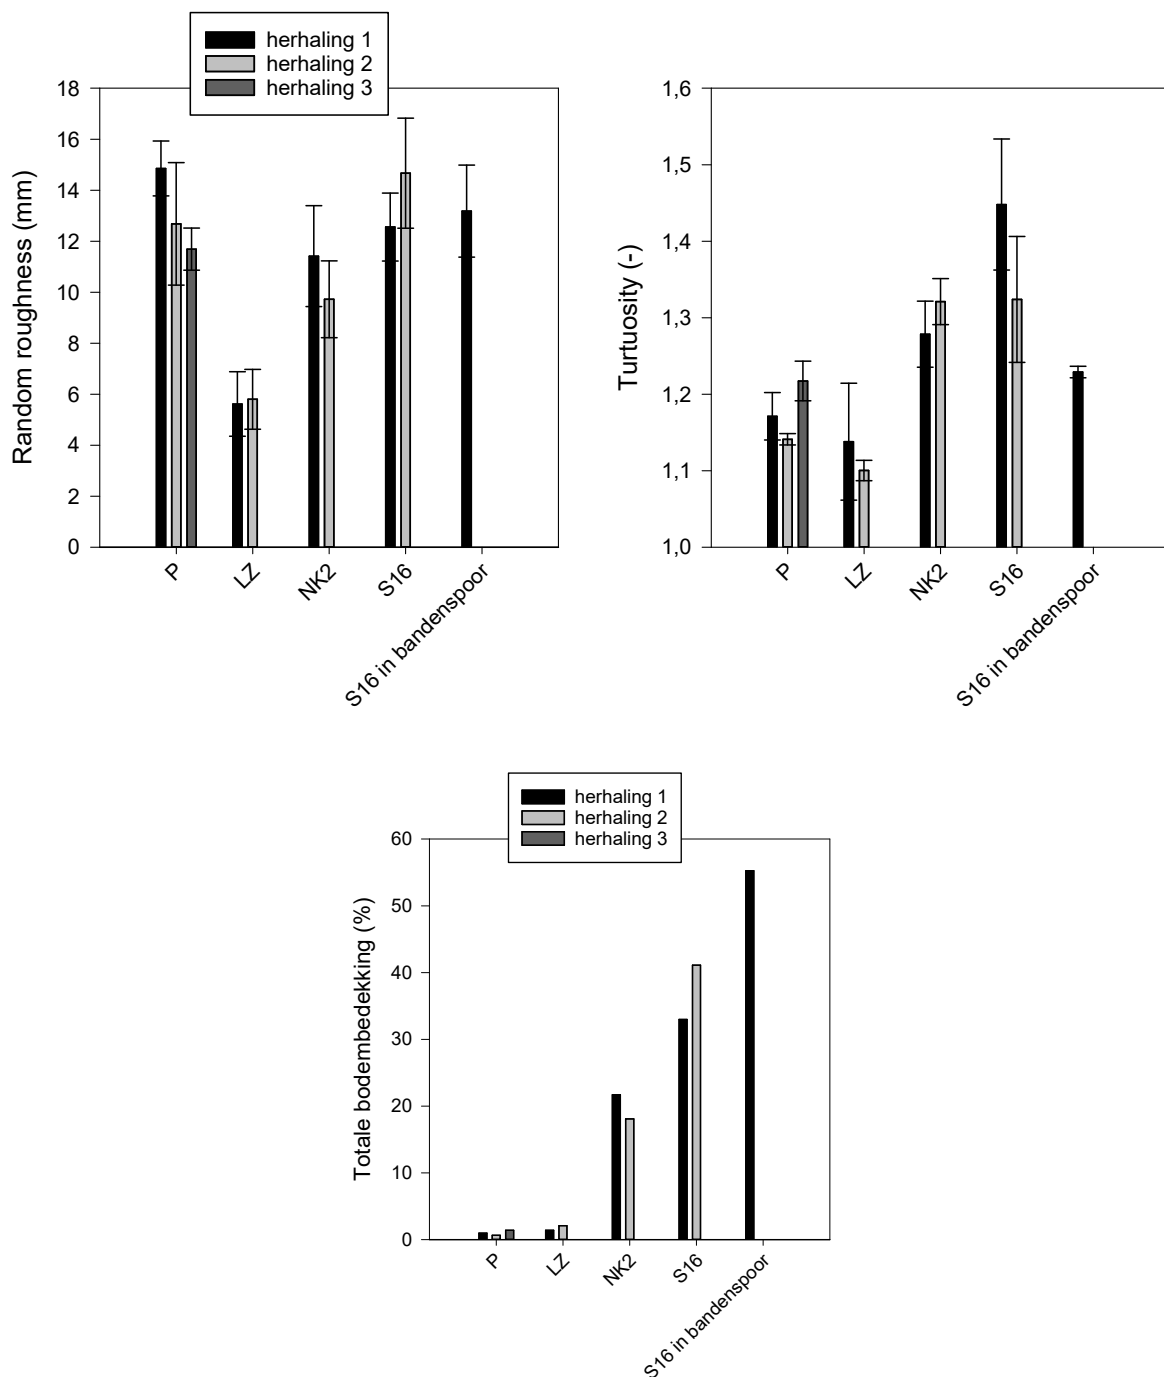 herhaling 1
herhaling 2
herhaling 3
Random roughness (mm)
18
16
14
12
10
8
6
4
2
0
P
LZ
NK2
S16
S16 in bandenspoor
Turtuosity (-)
1,6
1,5
1,4
1,3
1,2
1,1
1,0
P
LZ
NK2
S16
S16 in bandenspoor
herhaling 1
herhaling 2
herhaling 3
Totale bodembedekking (%)
60
50
40
30
20
10
0
P
LZ
NK2
S16
S16 in bandenspoor